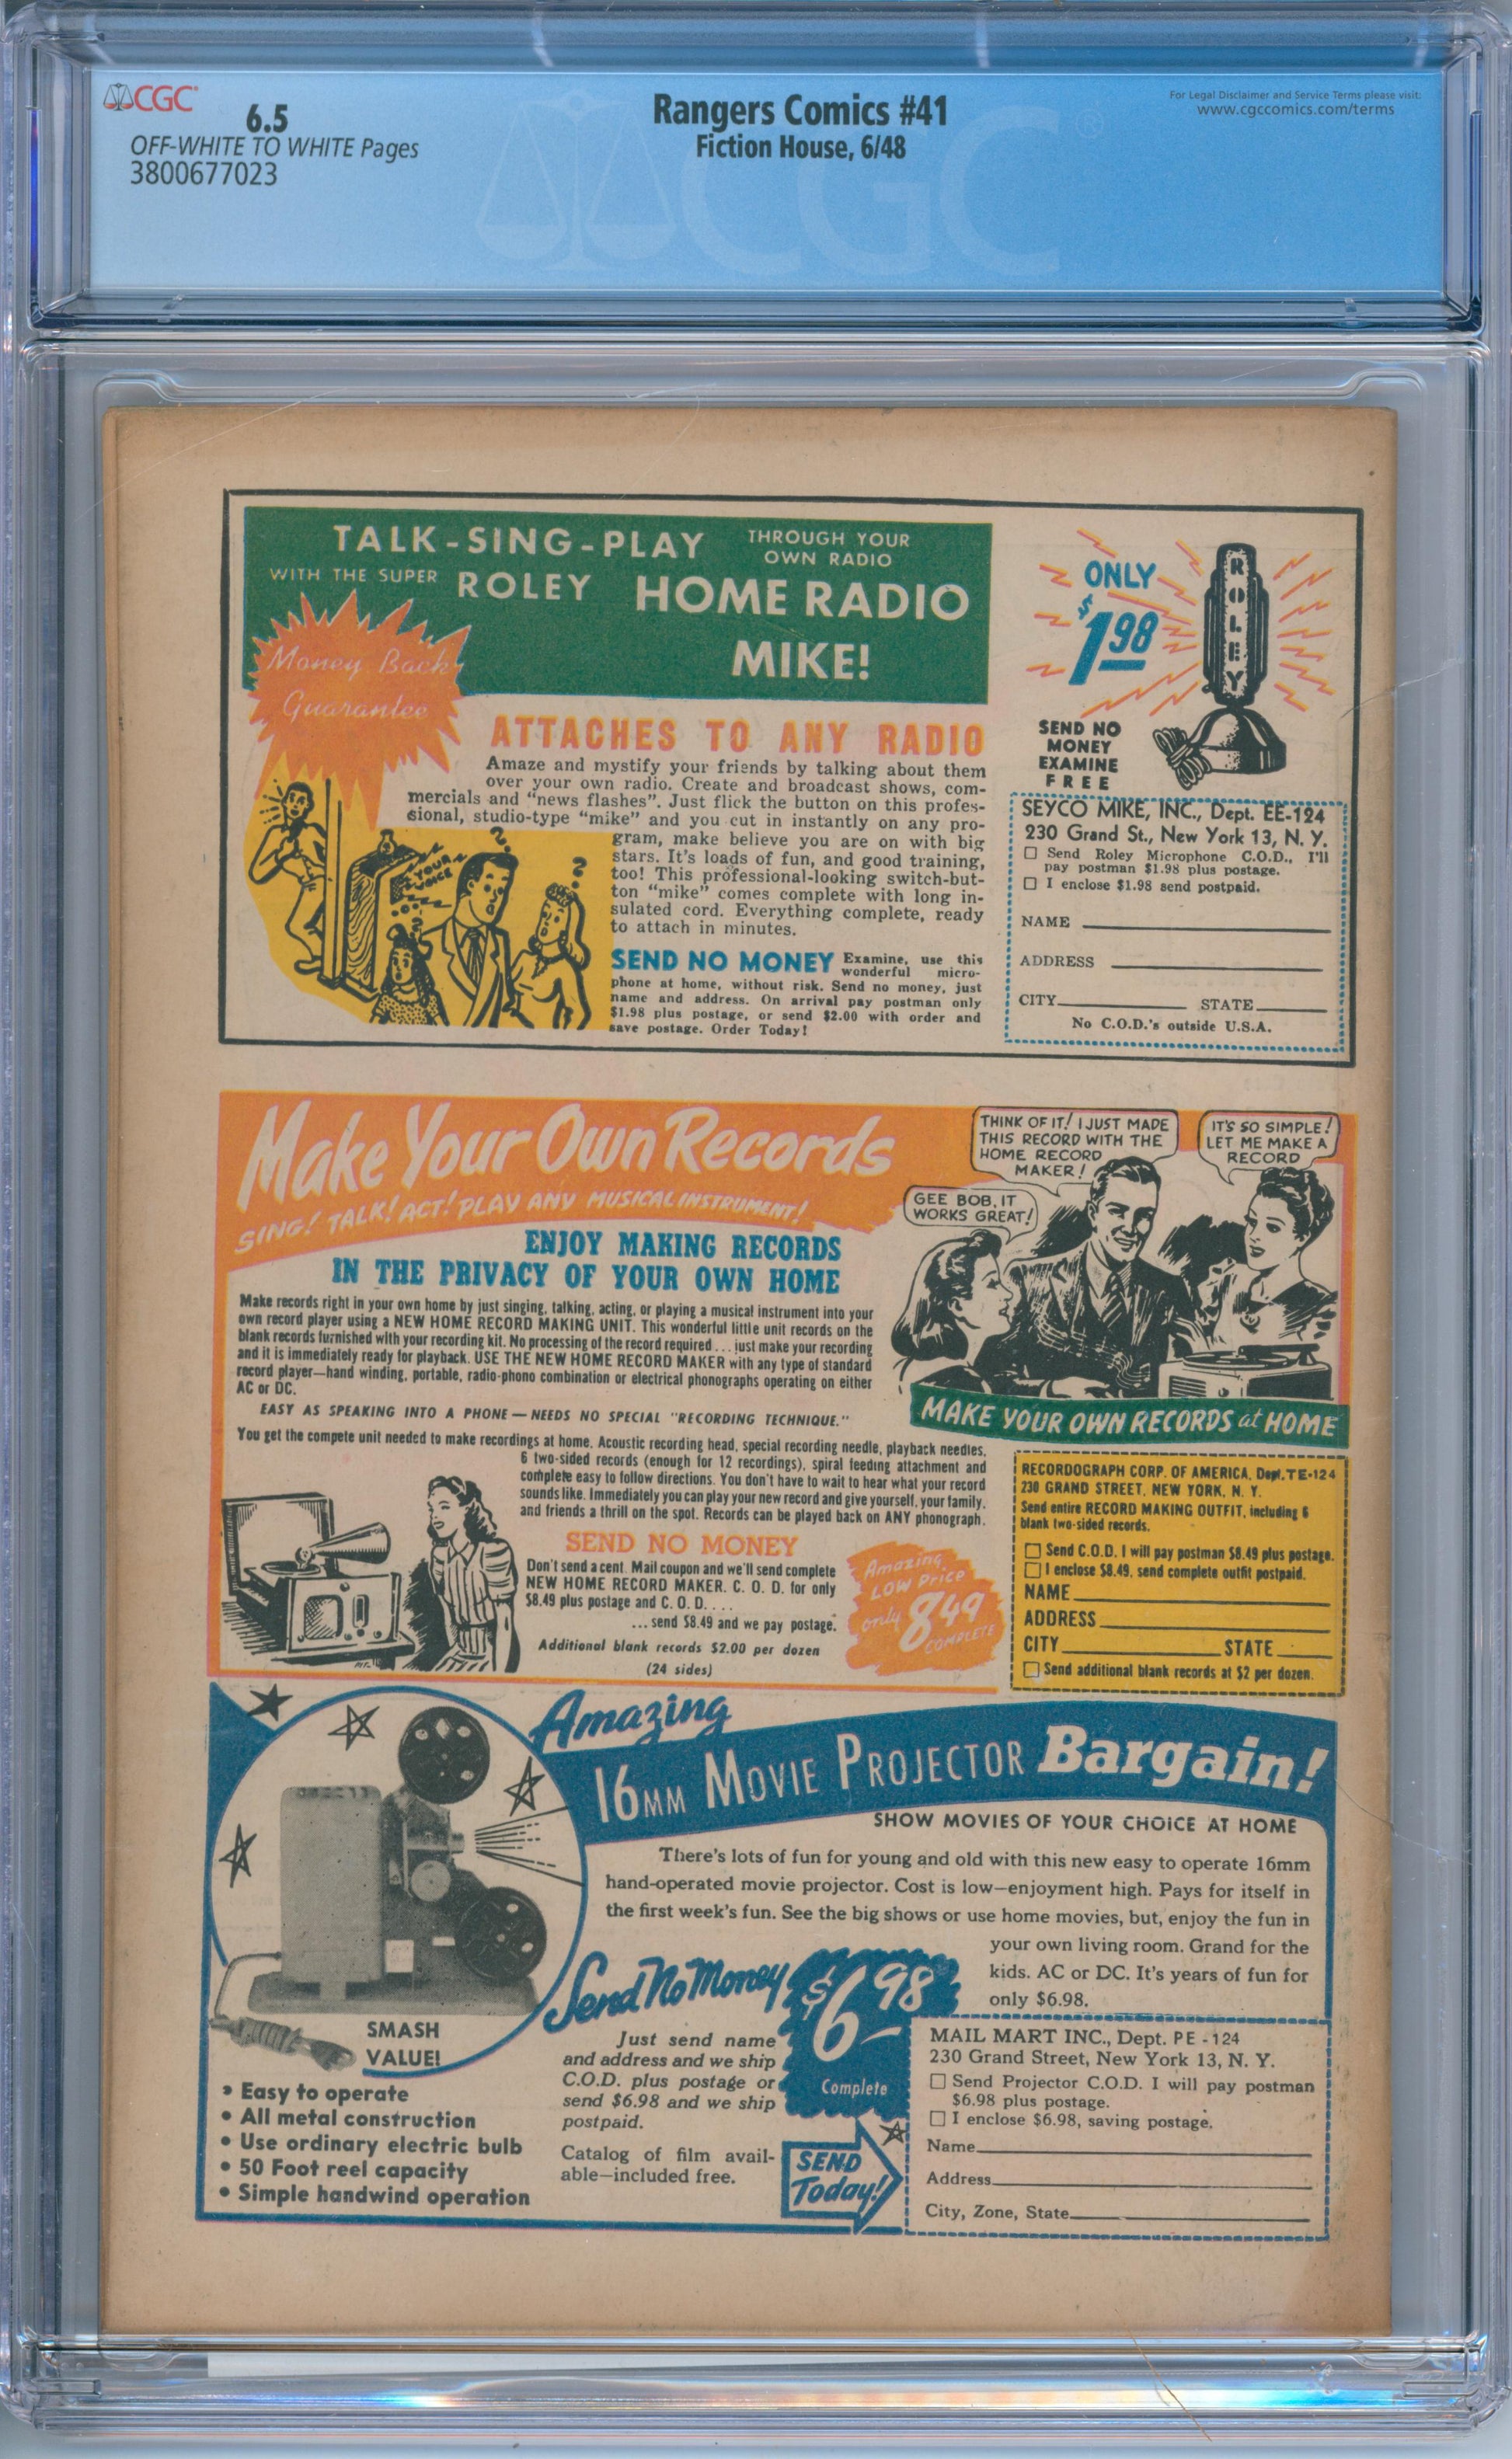 CGC
6.5
OFF-WHITE TO WHITE Pages
3800677023
Rangers Comics #41
Fiction House, 6/48
For Legal Disclaimer and Service Terms please visit:
www.cgccomics.com/terms
CGC
TALK-SING-PLAY THROUGH YOUR
OWN RADIO
WITH THE SUPER ROLEY HOME RADIO
MIKE!
Money Back
Guarantee
ONLY
$1.98
ROLEY
SEND NO
MONEY
EXAMINE
FREE
ATTACHES TO ANY RADIO
Amaze and mystify your friends by talking about them
over your own radio. Create and broadcast shows, com-
mercials and "news flashes". Just flick the button on this profes-
sional, studio-type "mike" and you cut in instantly on any pro-
gram, make believe you are on with big
stars. It's loads of fun, and good training,
too! This professional-looking switch-but-
ton "mike" comes complete with long in-
sulated cord. Everything complete, ready
to attach in minutes.
YOUR
VOICE
SEND NO MONEY Examine, use this
wonderful micro-
phone at home, without risk. Send no money, just
name and address. On arrival pay postman only
$1.98 plus postage, or send $2.00 with order and
save postage. Order Today!
SEYCO MIKE, INC., Dept. EE-124
230 Grand St., New York 13, N. Y.
Send Roley Microphone C.O.D., I'll
pay postman $1.98 plus postage.
I enclose $1.98 send postpaid.
NAME
ADDRESS
CITY STATE
No C.O.D.'s outside U.S.A.
Make Your Own Records
SING! TALK! ACT! PLAY ANY MUSICAL INSTRUMENT!
THINK OF IT! I JUST MADE
THIS RECORD WITH THE
HOME RECORD
MAKER!
IT'S SO SIMPLE!
LET ME MAKE A
RECORD
GEE BOB, IT
WORKS GREAT!
ENJOY MAKING RECORDS
IN THE PRIVACY OF YOUR OWN HOME
Make records right in your own home by just singing, talking, acting, or playing a musical instrument into your
own record player using a NEW HOME RECORD MAKING UNIT. This wonderful little unit records on the
blank records furnished with your recording kit. No processing of the record required... just make your recording
and it is immediately ready for playback. USE THE NEW HOME RECORD MAKER with any type of standard
record player—hand winding, portable, radio-phono combination or electrical phonographs operating on either
AC or DC.
EASY AS SPEAKING INTO A PHONE — NEEDS NO SPECIAL "RECORDING TECHNIQUE."
You get the compete unit needed to make recordings at home. Acoustic recording head, special recording needle, playback needles,
6 two-sided records (enough for 12 recordings), spiral feeding attachment and
complete easy to follow directions. You don't have to wait to hear what your record
sounds like. Immediately you can play your new record and give yourself, your family,
and friends a thrill on the spot. Records can be played back on ANY phonograph.
SEND NO MONEY
Don't send a cent. Mail coupon and we'll send complete
NEW HOME RECORD MAKER. C. O. D. for only
$8.49 plus postage and C. O. D. ...
... send $8.49 and we pay postage.
Additional blank records $2.00 per dozen
(24 sides)
Amazing
LOW Price
only 8.49
COMPLETE
MAKE YOUR OWN RECORDS at HOME
RECORDOGRAPH CORP. OF AMERICA, Dept. TE-124
230 GRAND STREET, NEW YORK, N. Y.
Send entire RECORD MAKING OUTFIT, including 6
blank two-sided records.
Send C.O.D. I will pay postman $8.49 plus postage.
I enclose $8.49, send complete outfit postpaid.
NAME
ADDRESS
CITY STATE
Send additional blank records at $2 per dozen.
Amazing
16MM MOVIE PROJECTOR Bargain!
SHOW MOVIES OF YOUR CHOICE AT HOME
There's lots of fun for young and old with this new easy to operate 16mm
hand-operated movie projector. Cost is low—enjoyment high. Pays for itself in
the first week's fun. See the big shows or use home movies, but, enjoy the fun in
your own living room. Grand for the
kids. AC or DC. It's years of fun for
only $6.98.
SMASH
VALUE!
• Easy to operate
• All metal construction
• Use ordinary electric bulb
• 50 Foot reel capacity
• Simple handwind operation
Send No Money
Just send name
and address and we ship
C.O.D. plus postage or
send $6.98 and we ship
postpaid.
Catalog of film avail-
able—included free.
$6.98
Complete
SEND
Today!
MAIL MART INC., Dept. PE-124
230 Grand Street, New York 13, N. Y.
Send Projector C.O.D. I will pay postman
$6.98 plus postage.
I enclose $6.98, saving postage.
Name
Address
City, Zone, State